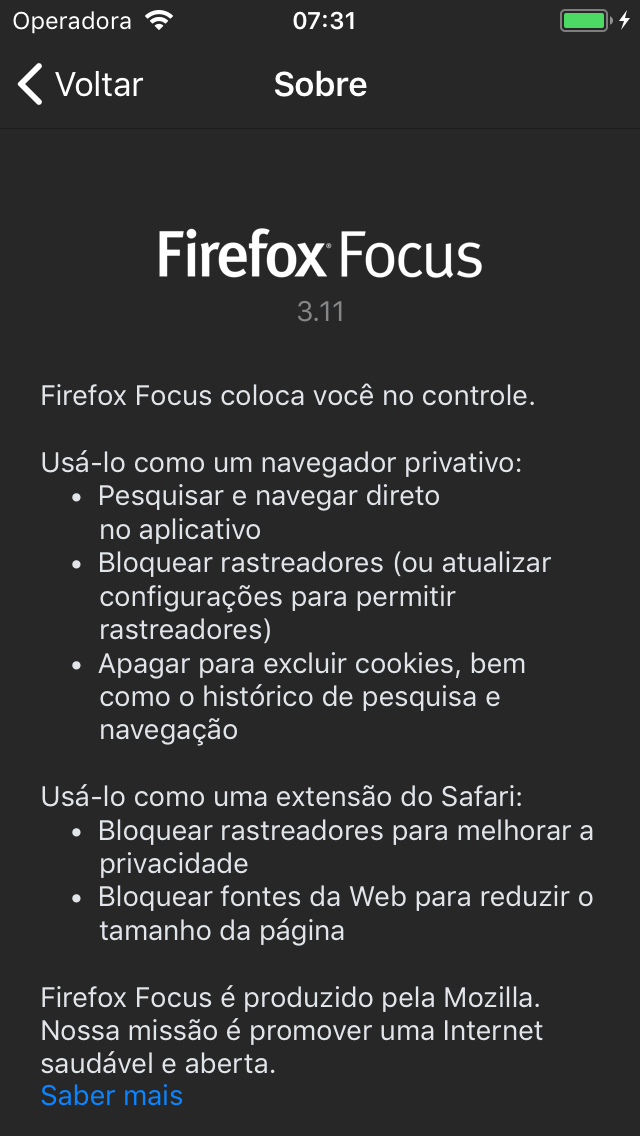 Operadora 07:31
Voltar Sobre
Firefox Focus
3.11
Firefox Focus coloca você no controle.
Usá-lo como um navegador privativo:
• Pesquisar e navegar direto
no aplicativo
• Bloquear rastreadores (ou atualizar
configurações para permitir
rastreadores)
• Apagar para excluir cookies, bem
como o histórico de pesquisa e
navegação
Usá-lo como uma extensão do Safari:
• Bloquear rastreadores para melhorar a
privacidade
• Bloquear fontes da Web para reduzir o
tamanho da página
Firefox Focus é produzido pela Mozilla.
Nossa missão é promover uma Internet
saudável e aberta.
Saber mais